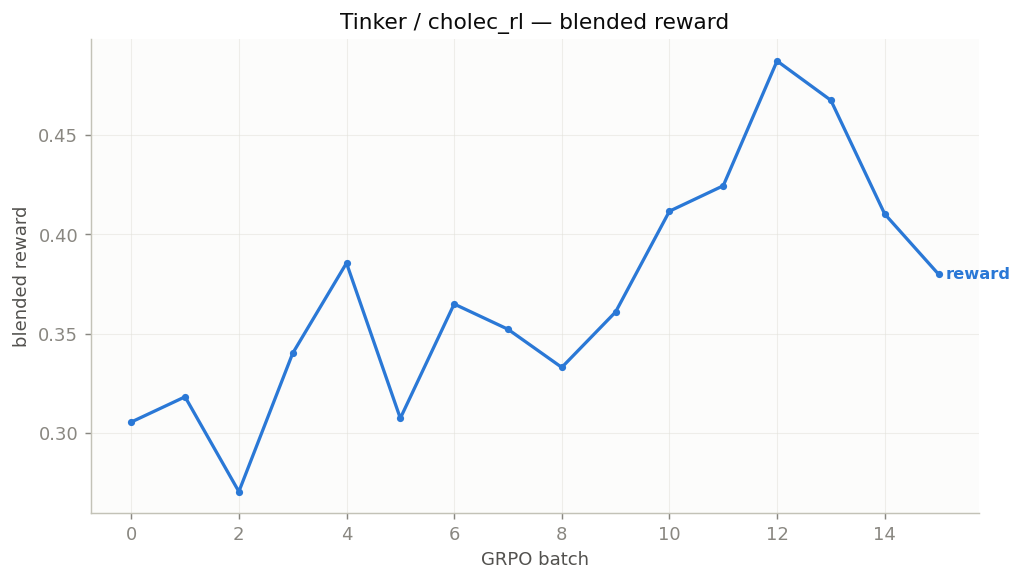 Tinker / cholec_rl — blended reward
blended reward
0.45
0.40
0.35
0.30
reward
0 2 4 6 8 10 12 14
GRPO batch